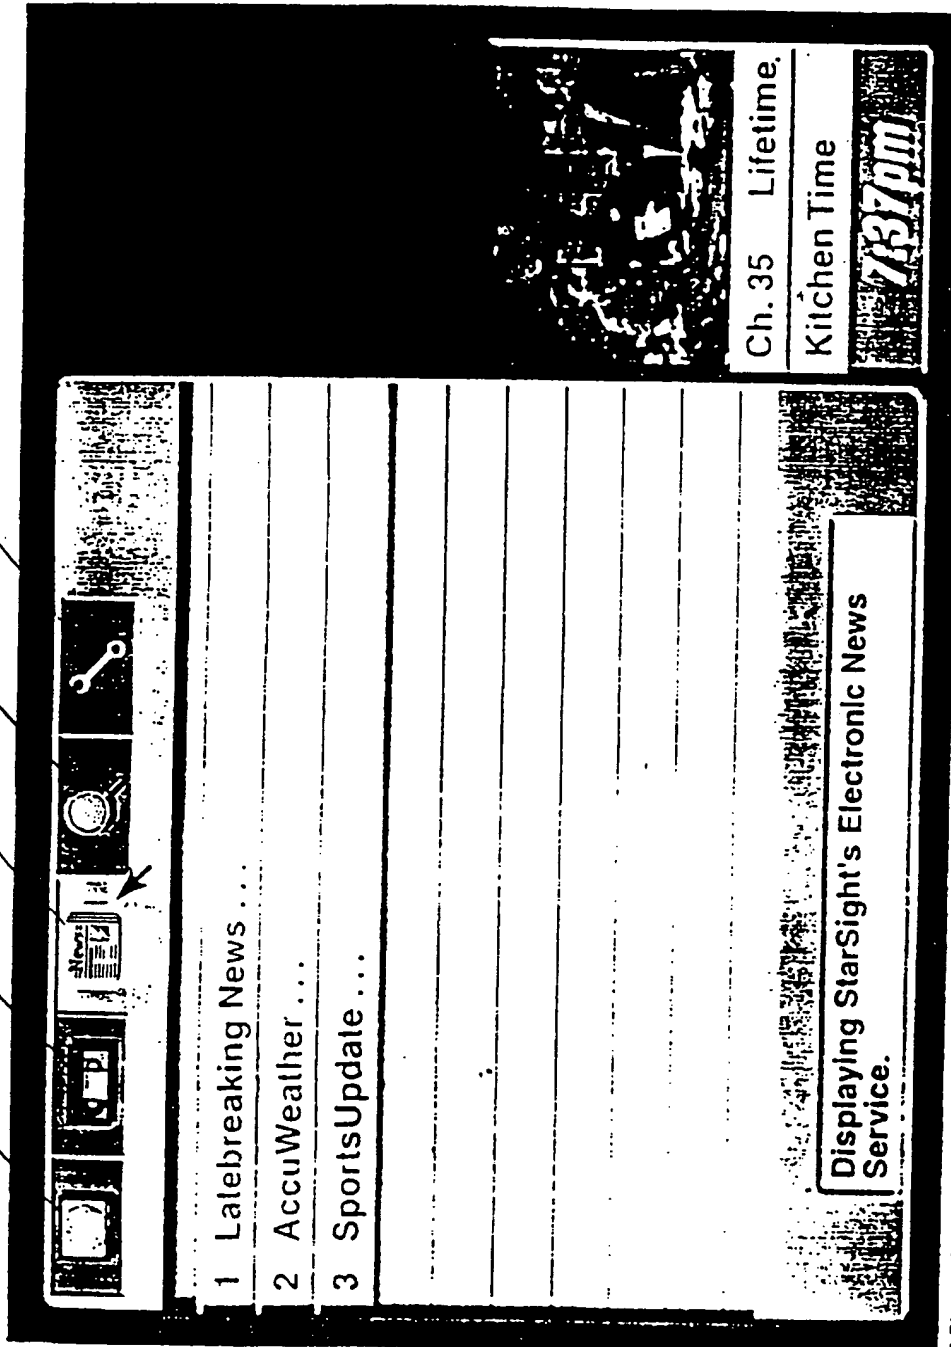 News
1 Latebreaking News...
2 AccuWeather...
3 SportsUpdate...
Displaying StarSight's Electronic News
Service.
Ch. 35 Lifetime
Kitchen Time
7:37pm